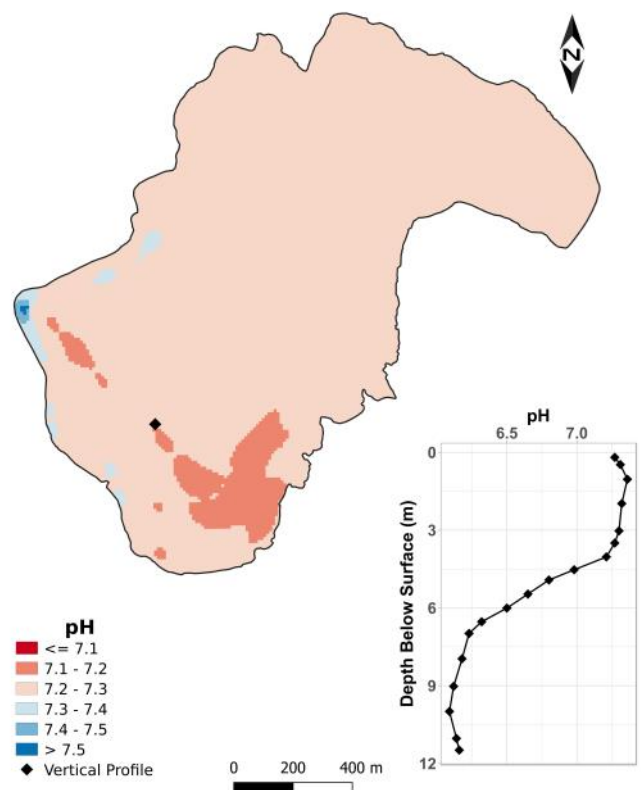 N
pH
6.5 7.0
0
3
6
9
12
Depth Below Surface (m)
pH
<= 7.1
7.1 - 7.2
7.2 - 7.3
7.3 - 7.4
7.4 - 7.5
> 7.5
Vertical Profile
0 200 400 m